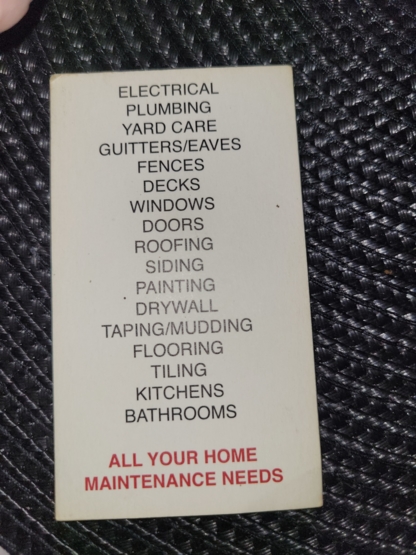 ELECTRICAL
PLUMBING
YARD CARE
GUITTERS/EAVES
FENCES
DECKS
WINDOWS
DOORS
ROOFING
SIDING
PAINTING
DRYWALL
TAPING/MUDDING
FLOORING
TILING
KITCHENS
BATHROOMS
ALL YOUR HOME
MAINTENANCE NEEDS